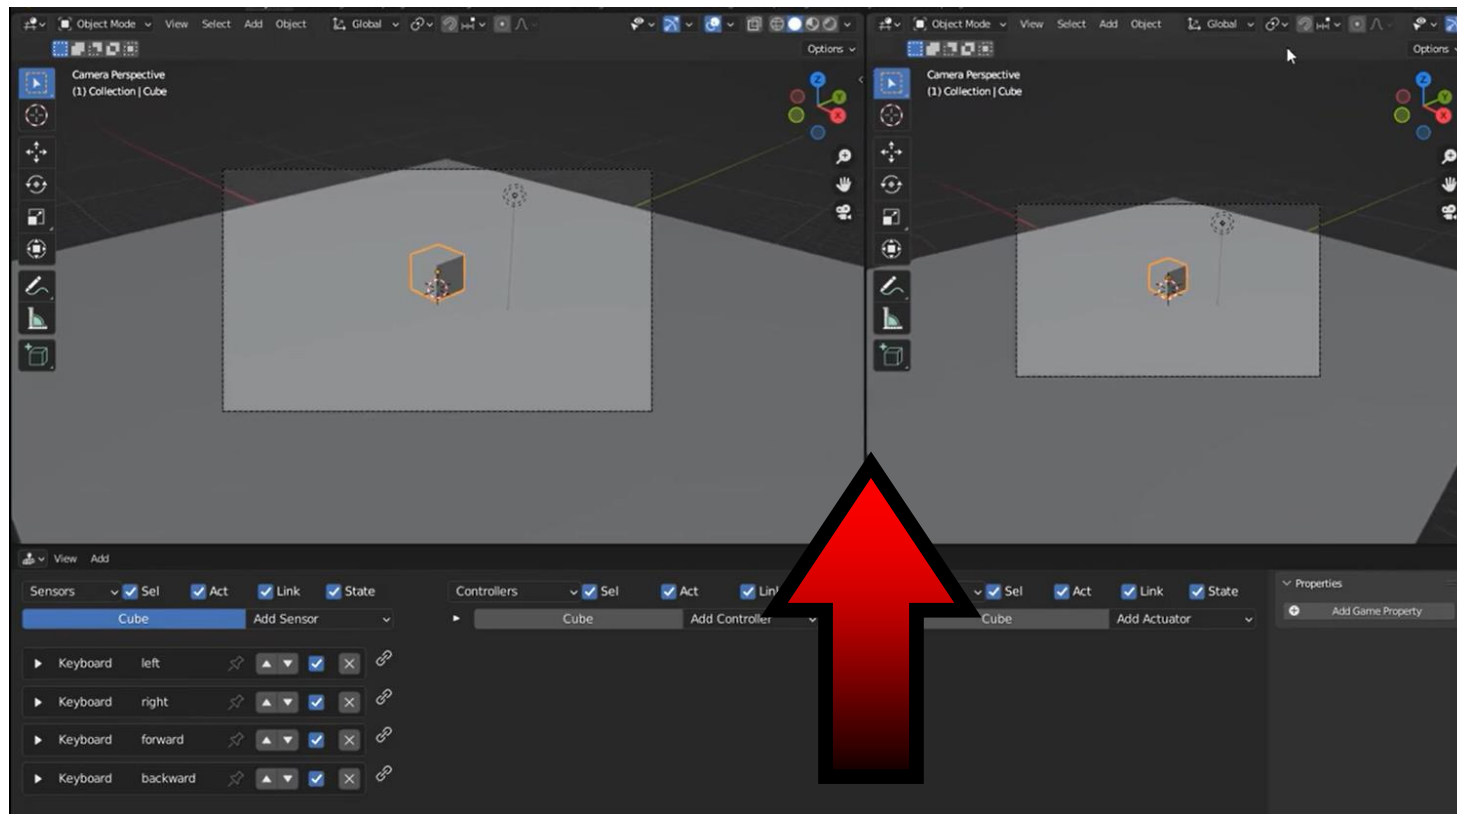 Object Mode View Select Add Object Global
Options
Camera Perspective
(1) Collection | Cube
Z
Y
X
Object Mode View Select Add Object Global
Options
Camera Perspective
(1) Collection | Cube
Z
Y
X
View Add
Sensors Sel Act Link State
Cube Add Sensor
Keyboard left
Keyboard right
Keyboard forward
Keyboard backward
Controllers Sel Act Link
Cube Add Controller
Sel Act Link State
Cube Add Actuator
Properties
Add Game Property